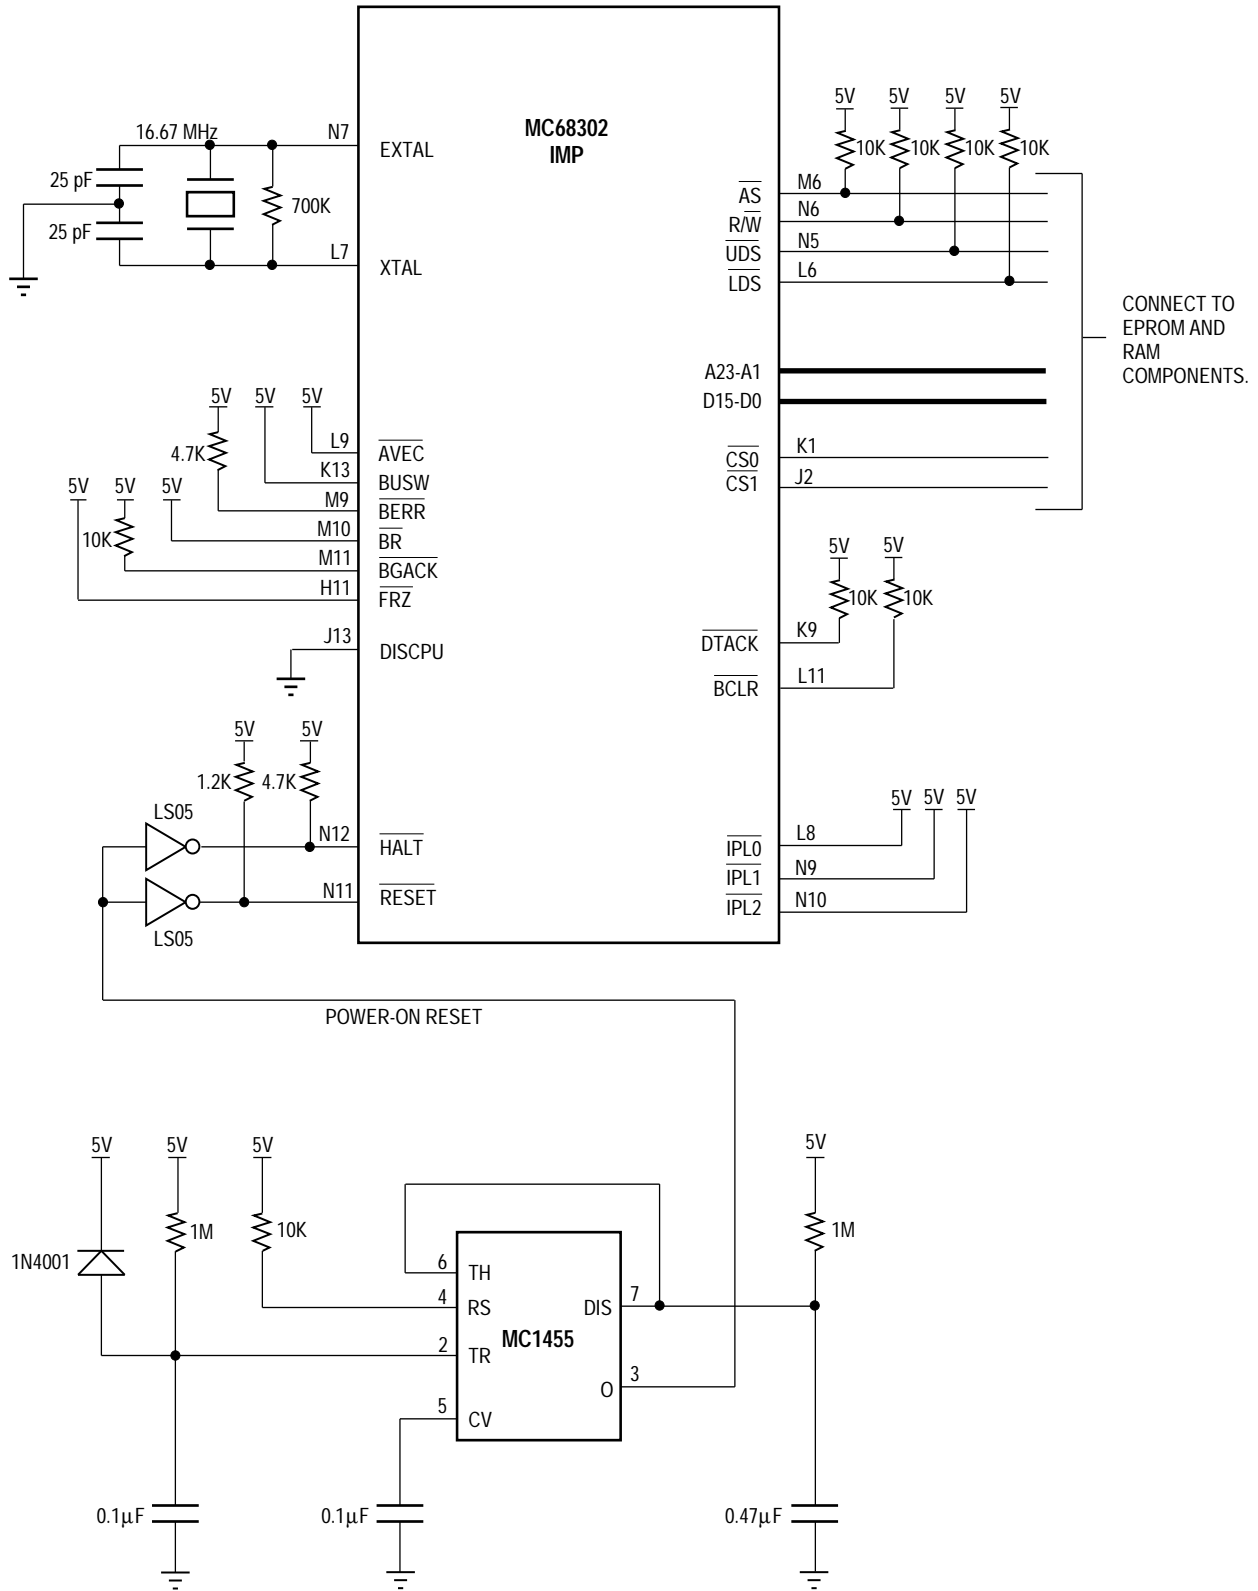 MC68302
IMP
16.67 MHz
N7
EXTAL
25 pF
25 pF
700K
L7
XTAL
5V
5V
5V
5V
10K
10K
10K
10K
AS
M6
R/W
N6
UDS
N5
LDS
L6
CONNECT TO
EPROM AND
RAM
COMPONENTS.
A23-A1
D15-D0
CS0
K1
CS1
J2
5V
5V
5V
4.7K
L9
AVEC
K13
BUSW
5V
5V
5V
M9
BERR
10K
M10
BR
M11
BGACK
H11
FRZ
J13
DISCPU
5V
5V
10K
10K
DTACK
K9
BCLR
L11
5V
5V
1.2K
4.7K
LS05
N12
HALT
N11
RESET
LS05
5V
5V
5V
IPL0
L8
IPL1
N9
IPL2
N10
POWER-ON RESET
5V
5V
5V
5V
1N4001
1M
10K
1M
6
TH
4
RS
DIS
7
MC1455
2
TR
3
O
5
CV
0.1µF
0.1µF
0.47µF